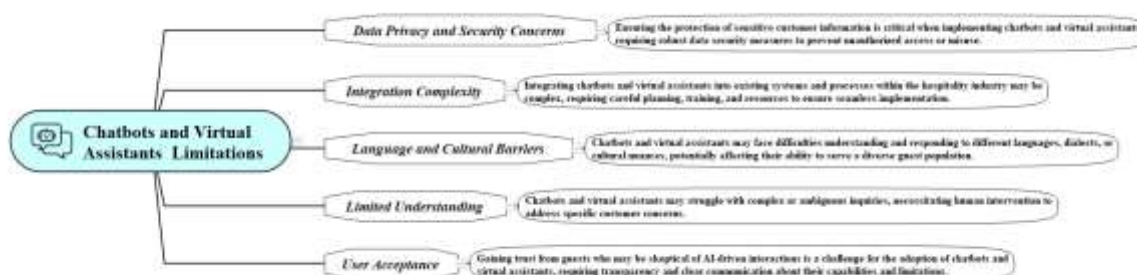 Data Privacy and Security Concerns
Ensuring the protection of sensitive customer information is critical when implementing chatbots and virtual assistants
requiring robust data security measures to prevent unauthorized access or misuse.
Integration Complexity
Integrating chatbots and virtual assistants into existing systems and processes within the hospitality industry may be
complex, requiring careful planning, training, and resources to ensure seamless implementation.
Chatbots and Virtual
Assistants Limitations
Language and Cultural Barriers
Chatbots and virtual assistants may face difficulties understanding and responding to different languages, dialects, or
cultural nuances, potentially affecting their ability to serve a diverse guest population.
Limited Understanding
Chatbots and virtual assistants may struggle with complex or ambiguous inquiries, necessitating human intervention to
address specific customer concerns.
User Acceptance
Gaining trust from guests who may be skeptical of AI-driven interactions is a challenge for the adoption of chatbots and
virtual assistants, requiring transparency and clear communication about their capabilities and limitations.